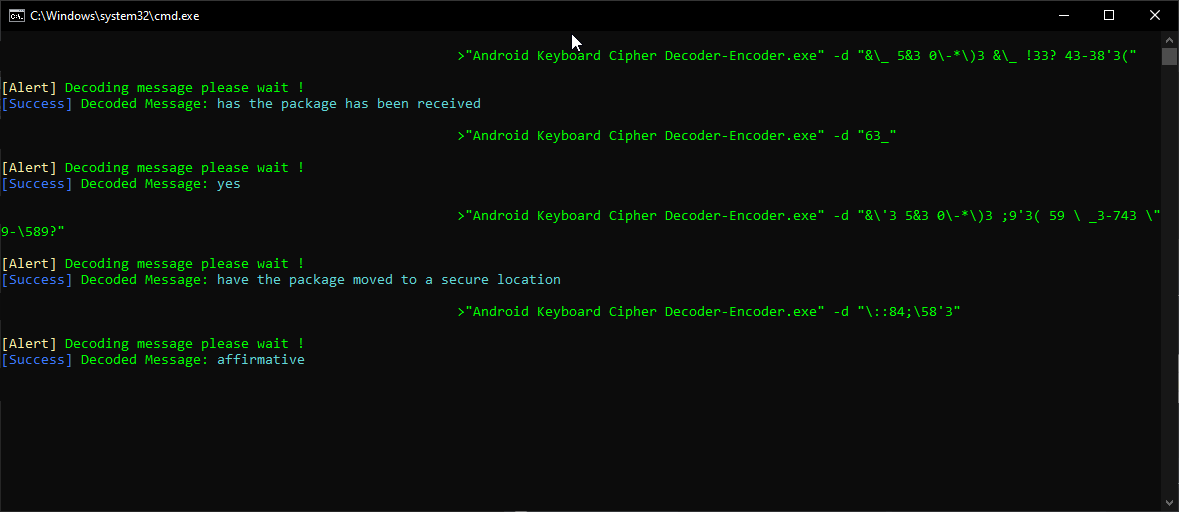 C:\Windows\system32\cmd.exe
>"Android Keyboard Cipher Decoder-Encoder.exe" -d "&\_ 5&3 0\-*\)3 &\_ !33? 43-38'3("
[Alert] Decoding message please wait !
[Success] Decoded Message: has the package has been received
>"Android Keyboard Cipher Decoder-Encoder.exe" -d "63_"
[Alert] Decoding message please wait !
[Success] Decoded Message: yes
>"Android Keyboard Cipher Decoder-Encoder.exe" -d "&\'3 5&3 0\-*\)3 ;9'3( 59 \ _3-743 \"
9-\589?"
[Alert] Decoding message please wait !
[Success] Decoded Message: have the package moved to a secure location
>"Android Keyboard Cipher Decoder-Encoder.exe" -d "\::84;\58'3"
[Alert] Decoding message please wait !
[Success] Decoded Message: affirmative